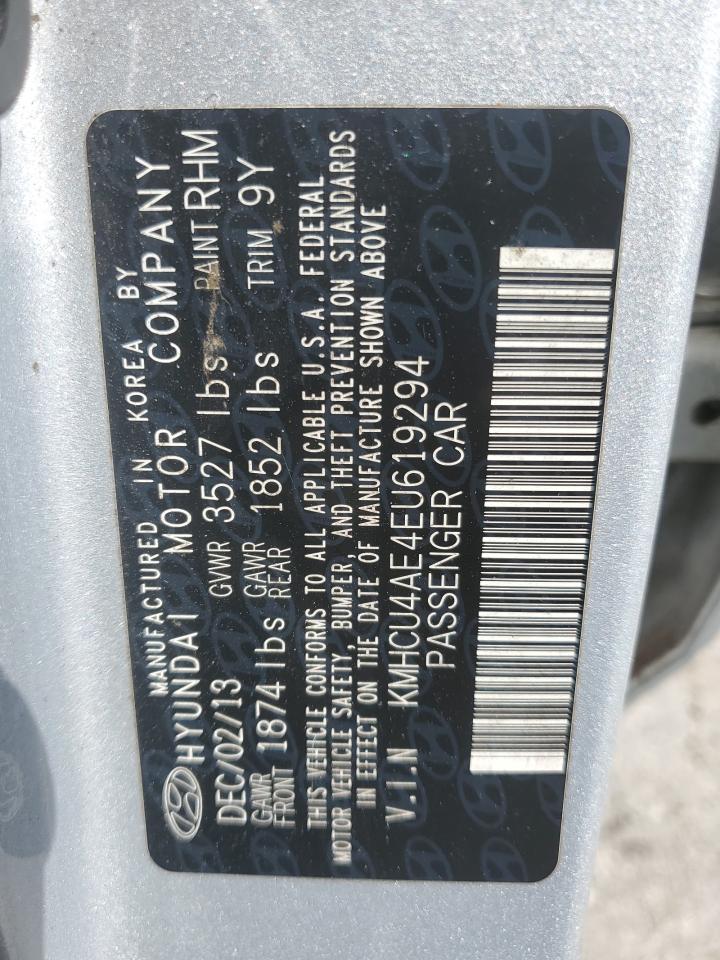 MANUFACTURED IN KOREA BY
HYUNDAI MOTOR COMPANY
DEC/02/13 GVWR 3527 lbs PAINT RHM
GAWR FRONT 1874 lbs GAWR REAR 1852 lbs TRIM 9Y
THIS VEHICLE CONFORMS TO ALL APPLICABLE U.S.A. FEDERAL
MOTOR VEHICLE SAFETY, BUMPER, AND THEFT PREVENTION STANDARDS
IN EFFECT ON THE DATE OF MANUFACTURE SHOWN ABOVE
V.I.N KMHCU4AE4EU619294
PASSENGER CAR